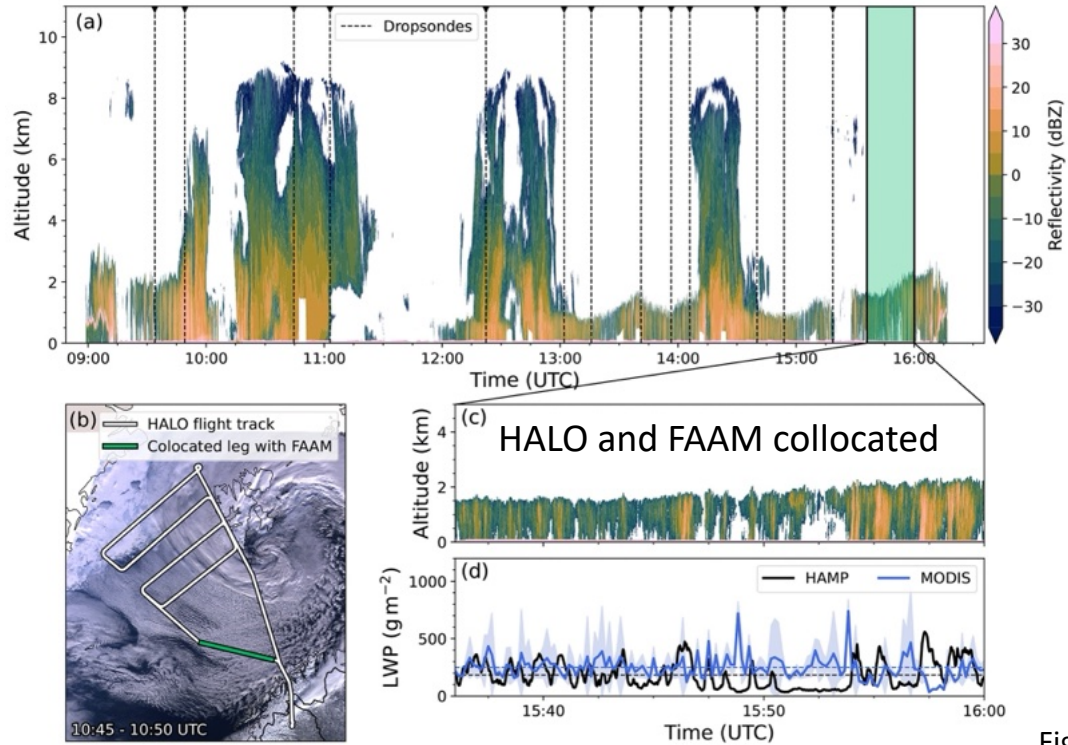 (a)
Dropsondes
10
8
6
4
2
0
Altitude (km)
09:00 10:00 11:00 12:00 13:00 14:00 15:00 16:00
Time (UTC)
30
20
10
0
−10
−20
−30
Reflectivity (dBZ)
(b)
HALO flight track
Colocated leg with FAAM
10:45 - 10:50 UTC
(c)
HALO and FAAM collocated
4
2
0
Altitude (km)
(d)
HAMP MODIS
1000
500
0
LWP (g m⁻²)
15:40 15:50 16:00
Time (UTC)
Fig